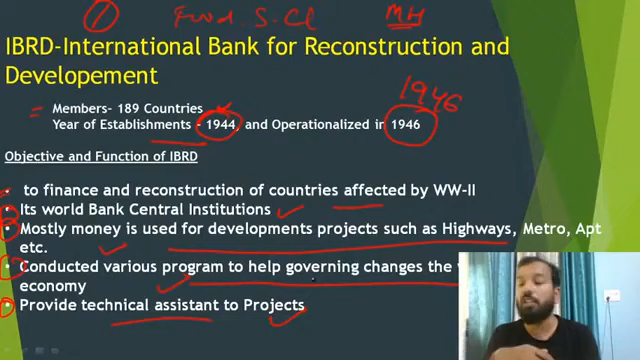 1 Fund. S. Cl MH
IBRD-International Bank for Reconstruction and
Developement
1946
= Members- 189 Countries
Year of Establishments - 1944, and Operationalized in 1946
Objective and Function of IBRD
to finance and reconstruction of countries affected by WW-II
Its world Bank Central Institutions
Mostly money is used for developments projects such as Highways, Metro, Apt
etc.
Conducted various program to help governing changes the
economy
Provide technical assistant to Projects